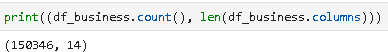 print((df_business.count(), len(df_business.columns)))
(150346, 14)